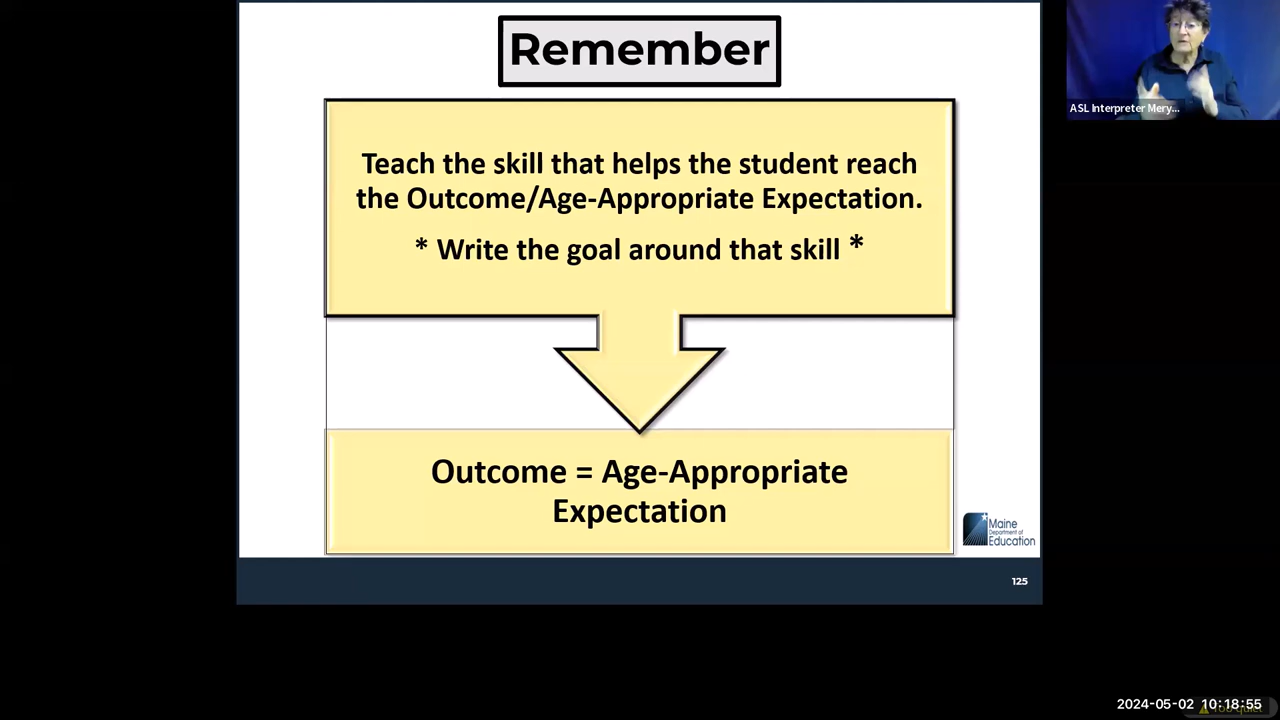 Remember
Teach the skill that helps the student reach
the Outcome/Age-Appropriate Expectation.
* Write the goal around that skill *
Outcome = Age-Appropriate
Expectation
Maine
Department of
Education
125
ASL Interpreter Mery...
2024-05-02 10:18:55